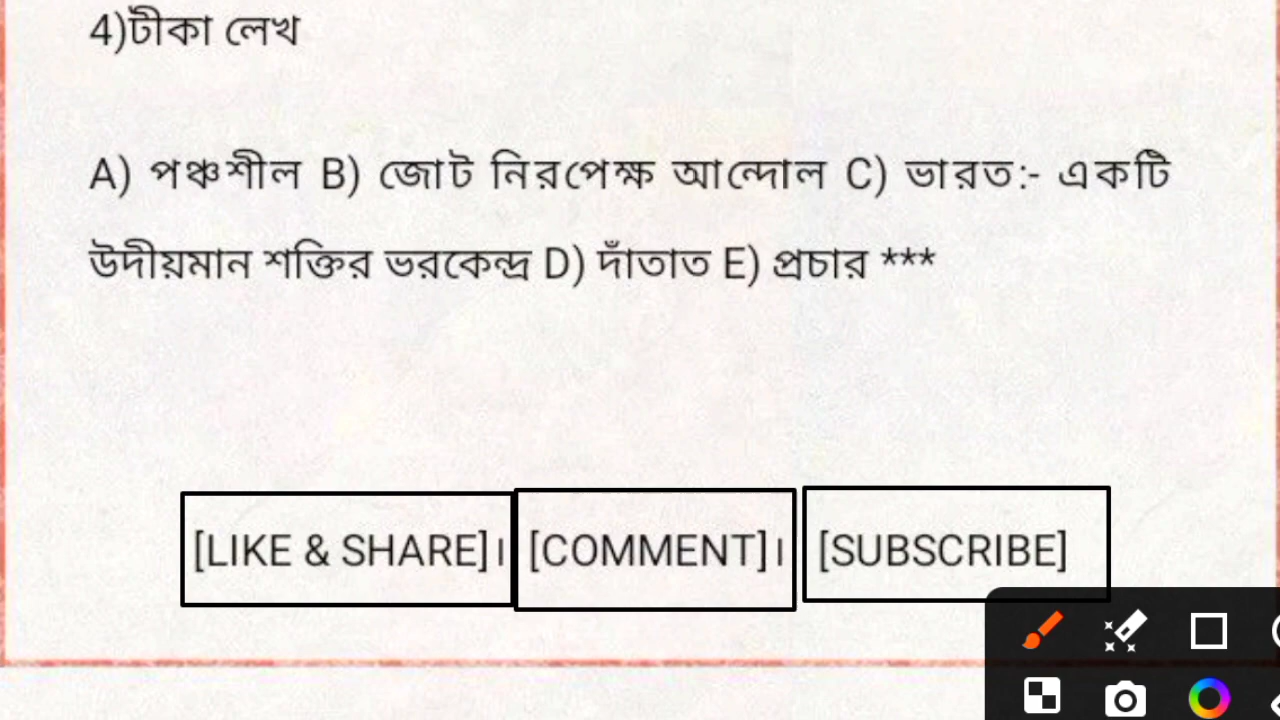 4)টীকা লেখ
A) পঞ্চশীল B) জোট নিরপেক্ষ আন্দোল C) ভারত:- একটি
উদীয়মান শক্তির ভরকেন্দ্র D) দাঁতাত E) প্রচার ***
[LIKE & SHARE]। [COMMENT]। [SUBSCRIBE]